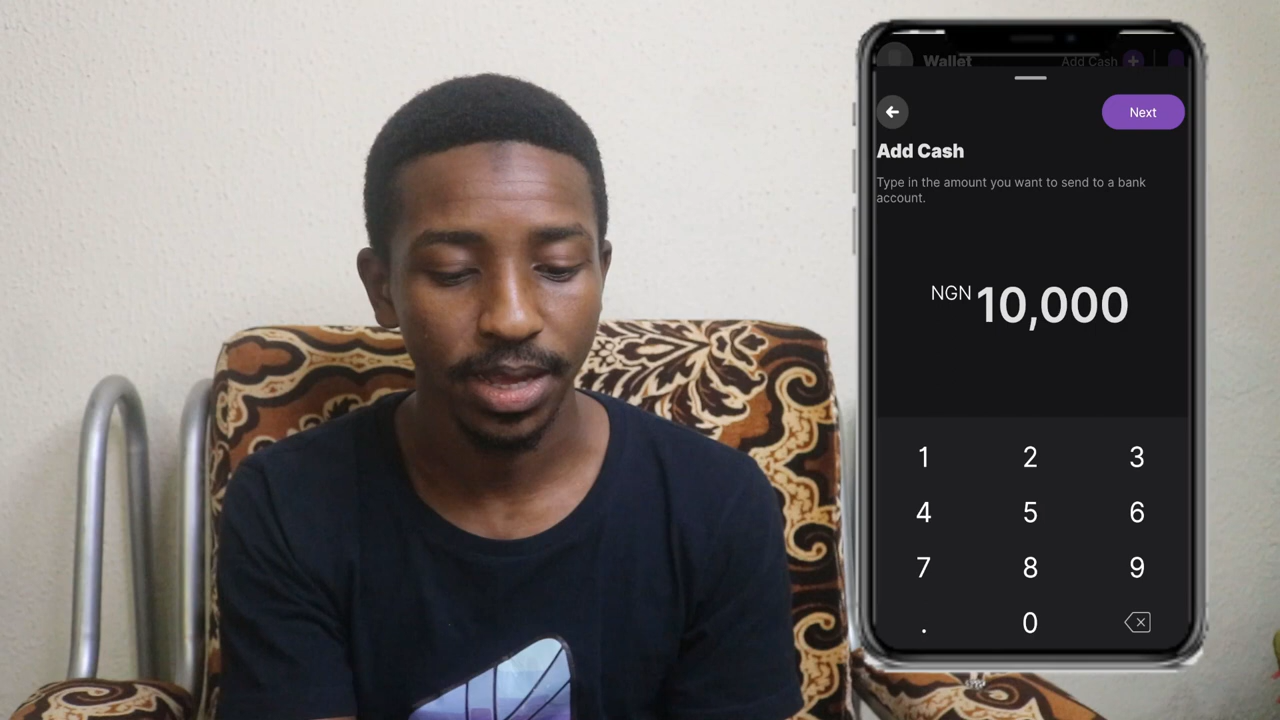 Wallet
Add Cash
Next
Add Cash
Type in the amount you want to send to a bank
account.
NGN 10,000
1 2 3
4 5 6
7 8 9
. 0